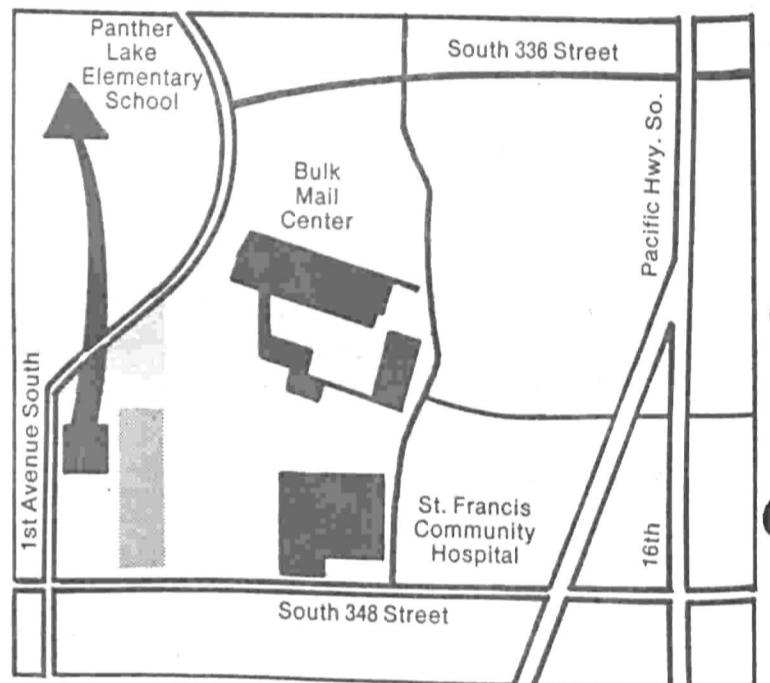 Panther
Lake
Elementary
School
South 336 Street
Pacific Hwy. So.
Bulk
Mail
Center
1st Avenue South
St. Francis
Community
Hospital
16th
South 348 Street